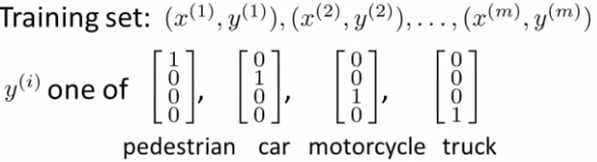 Training set: (x^{(1)}, y^{(1)}), (x^{(2)}, y^{(2)}), . . . , (x^{(m)}, y^{(m)})
y^{(i)} one of [1 0 0 0], [0 1 0 0], [0 0 1 0], [0 0 0 1]
pedestrian car motorcycle truck